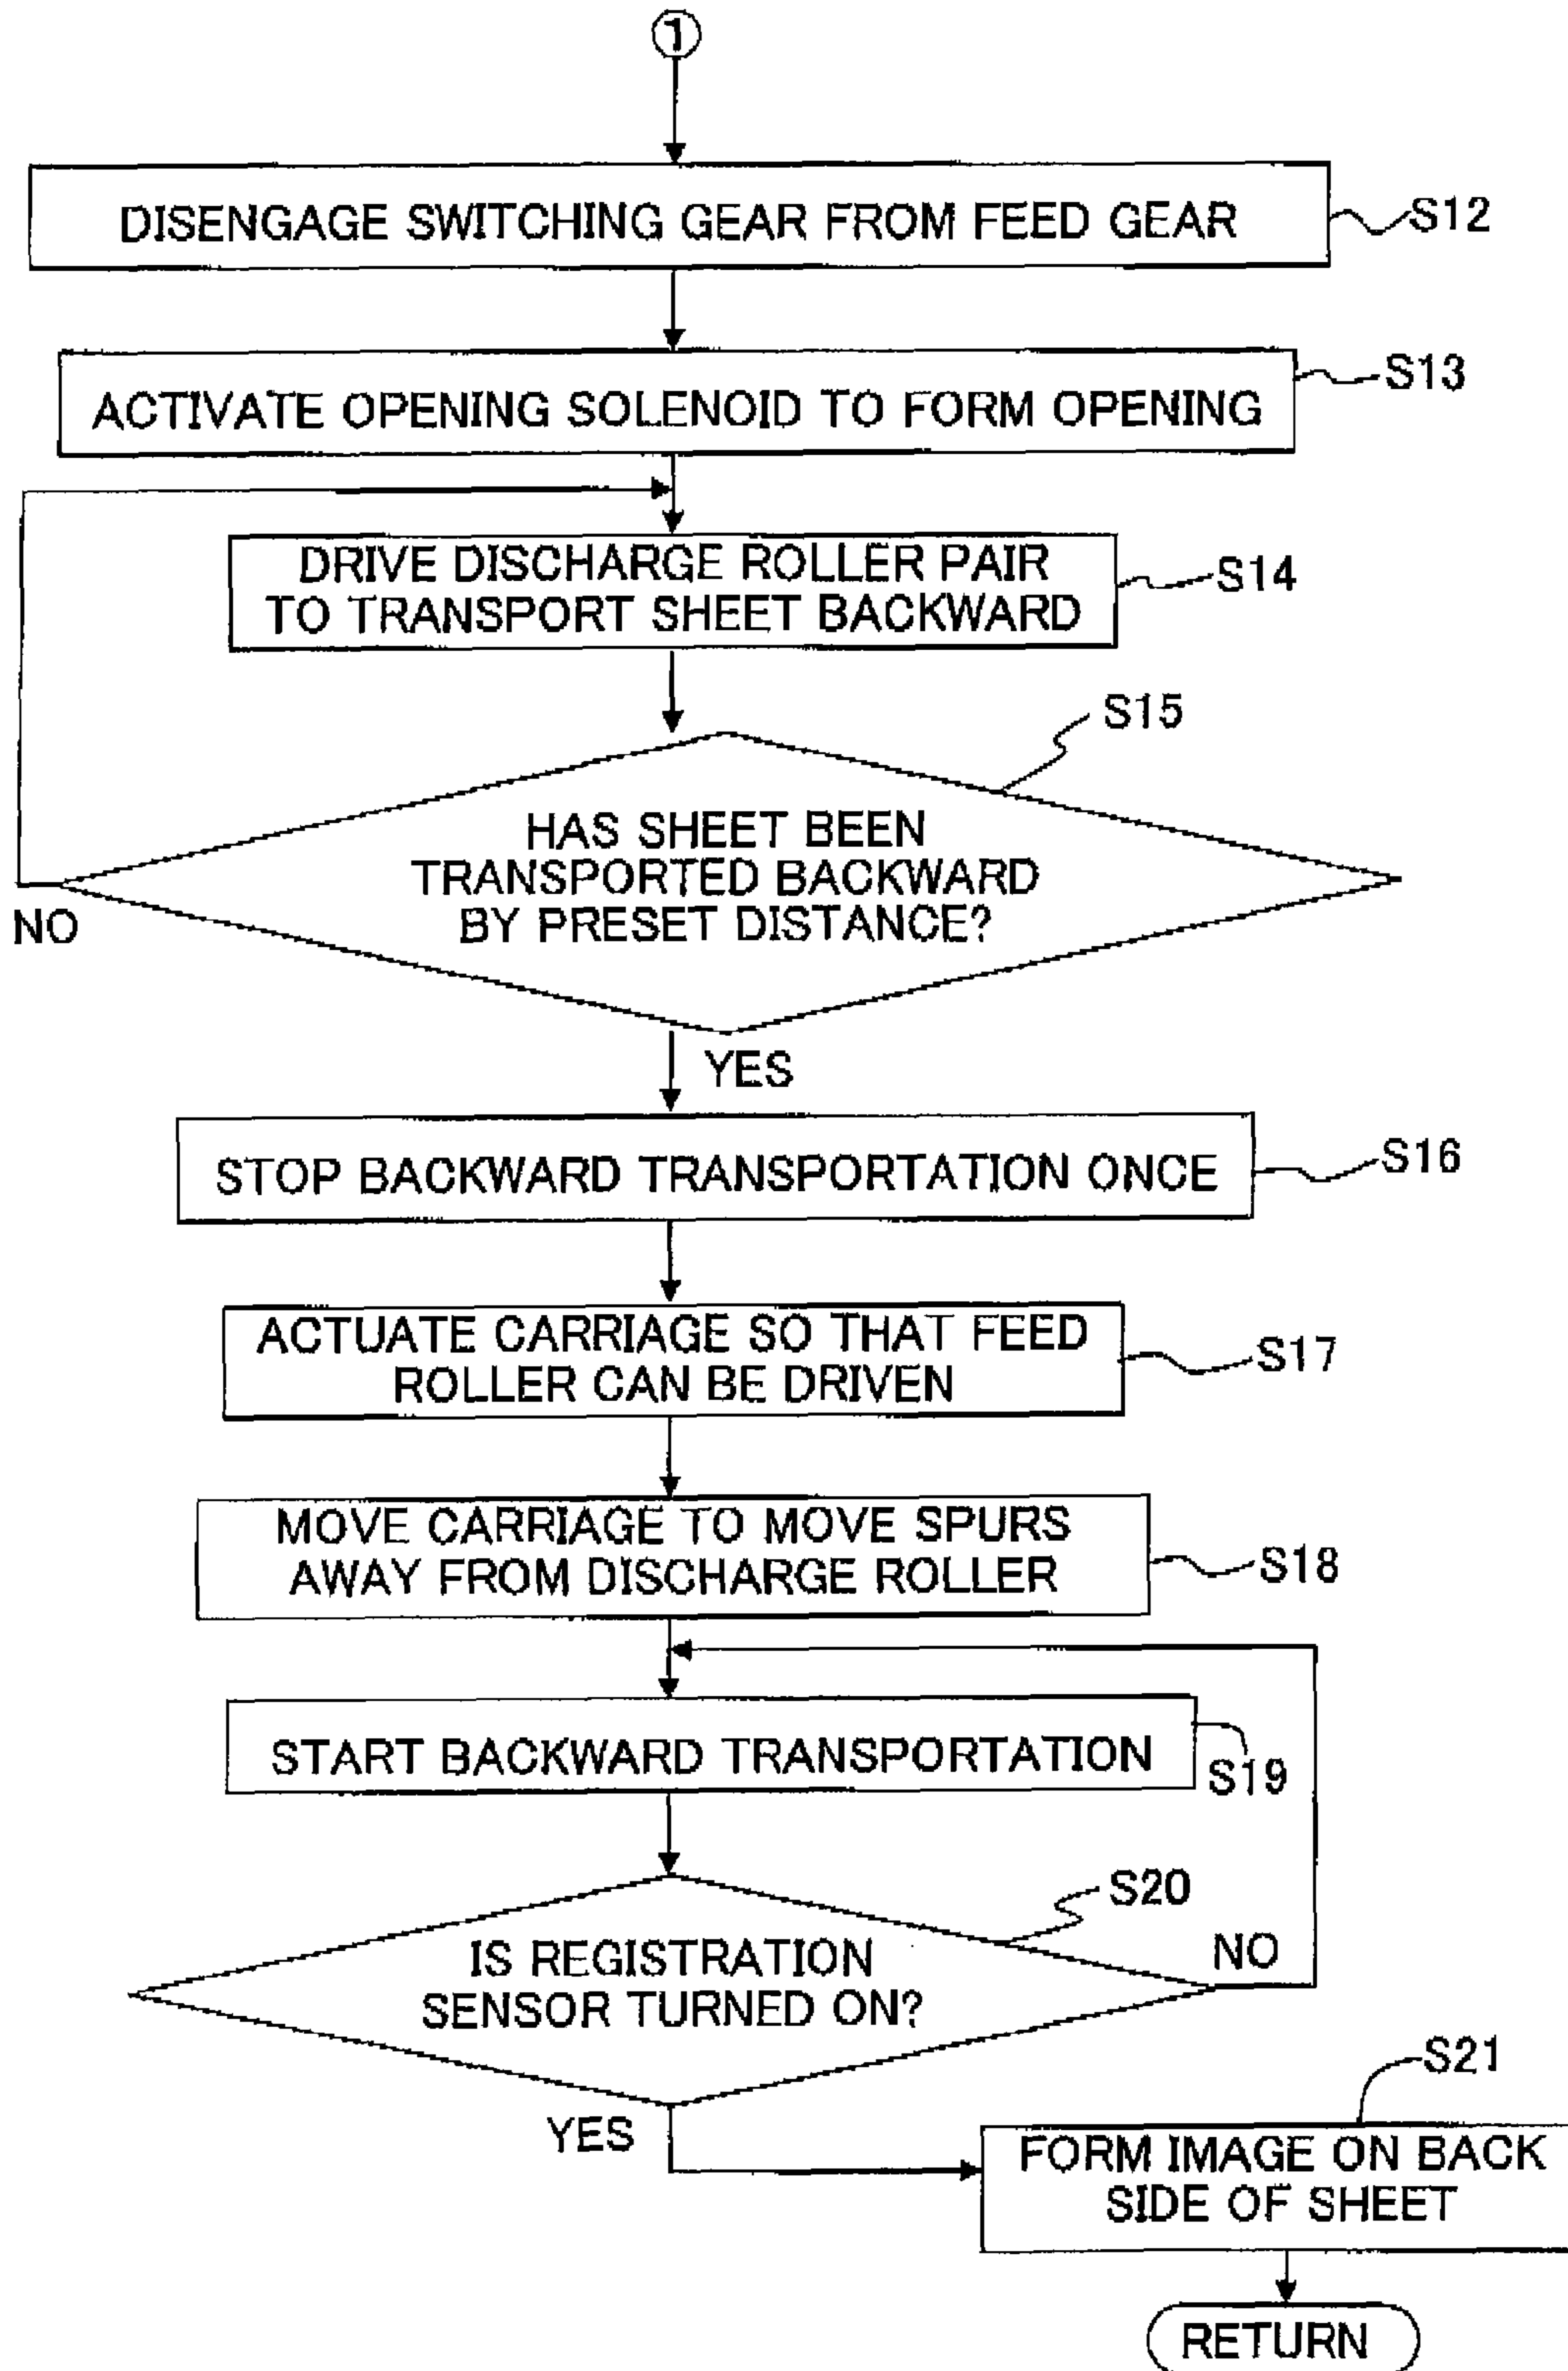 1
DISENGAGE SWITCHING GEAR FROM FEED GEAR
S12
ACTIVATE OPENING SOLENOID TO FORM OPENING
S13
DRIVE DISCHARGE ROLLER PAIR
TO TRANSPORT SHEET BACKWARD
S14
S15
HAS SHEET BEEN
TRANSPORTED BACKWARD
BY PRESET DISTANCE?
NO
YES
STOP BACKWARD TRANSPORTATION ONCE
S16
ACTUATE CARRIAGE SO THAT FEED
ROLLER CAN BE DRIVEN
S17
MOVE CARRIAGE TO MOVE SPURS
AWAY FROM DISCHARGE ROLLER
S18
START BACKWARD TRANSPORTATION
S19
S20
IS REGISTRATION
SENSOR TURNED ON?
NO
YES
S21
FORM IMAGE ON BACK
SIDE OF SHEET
RETURN